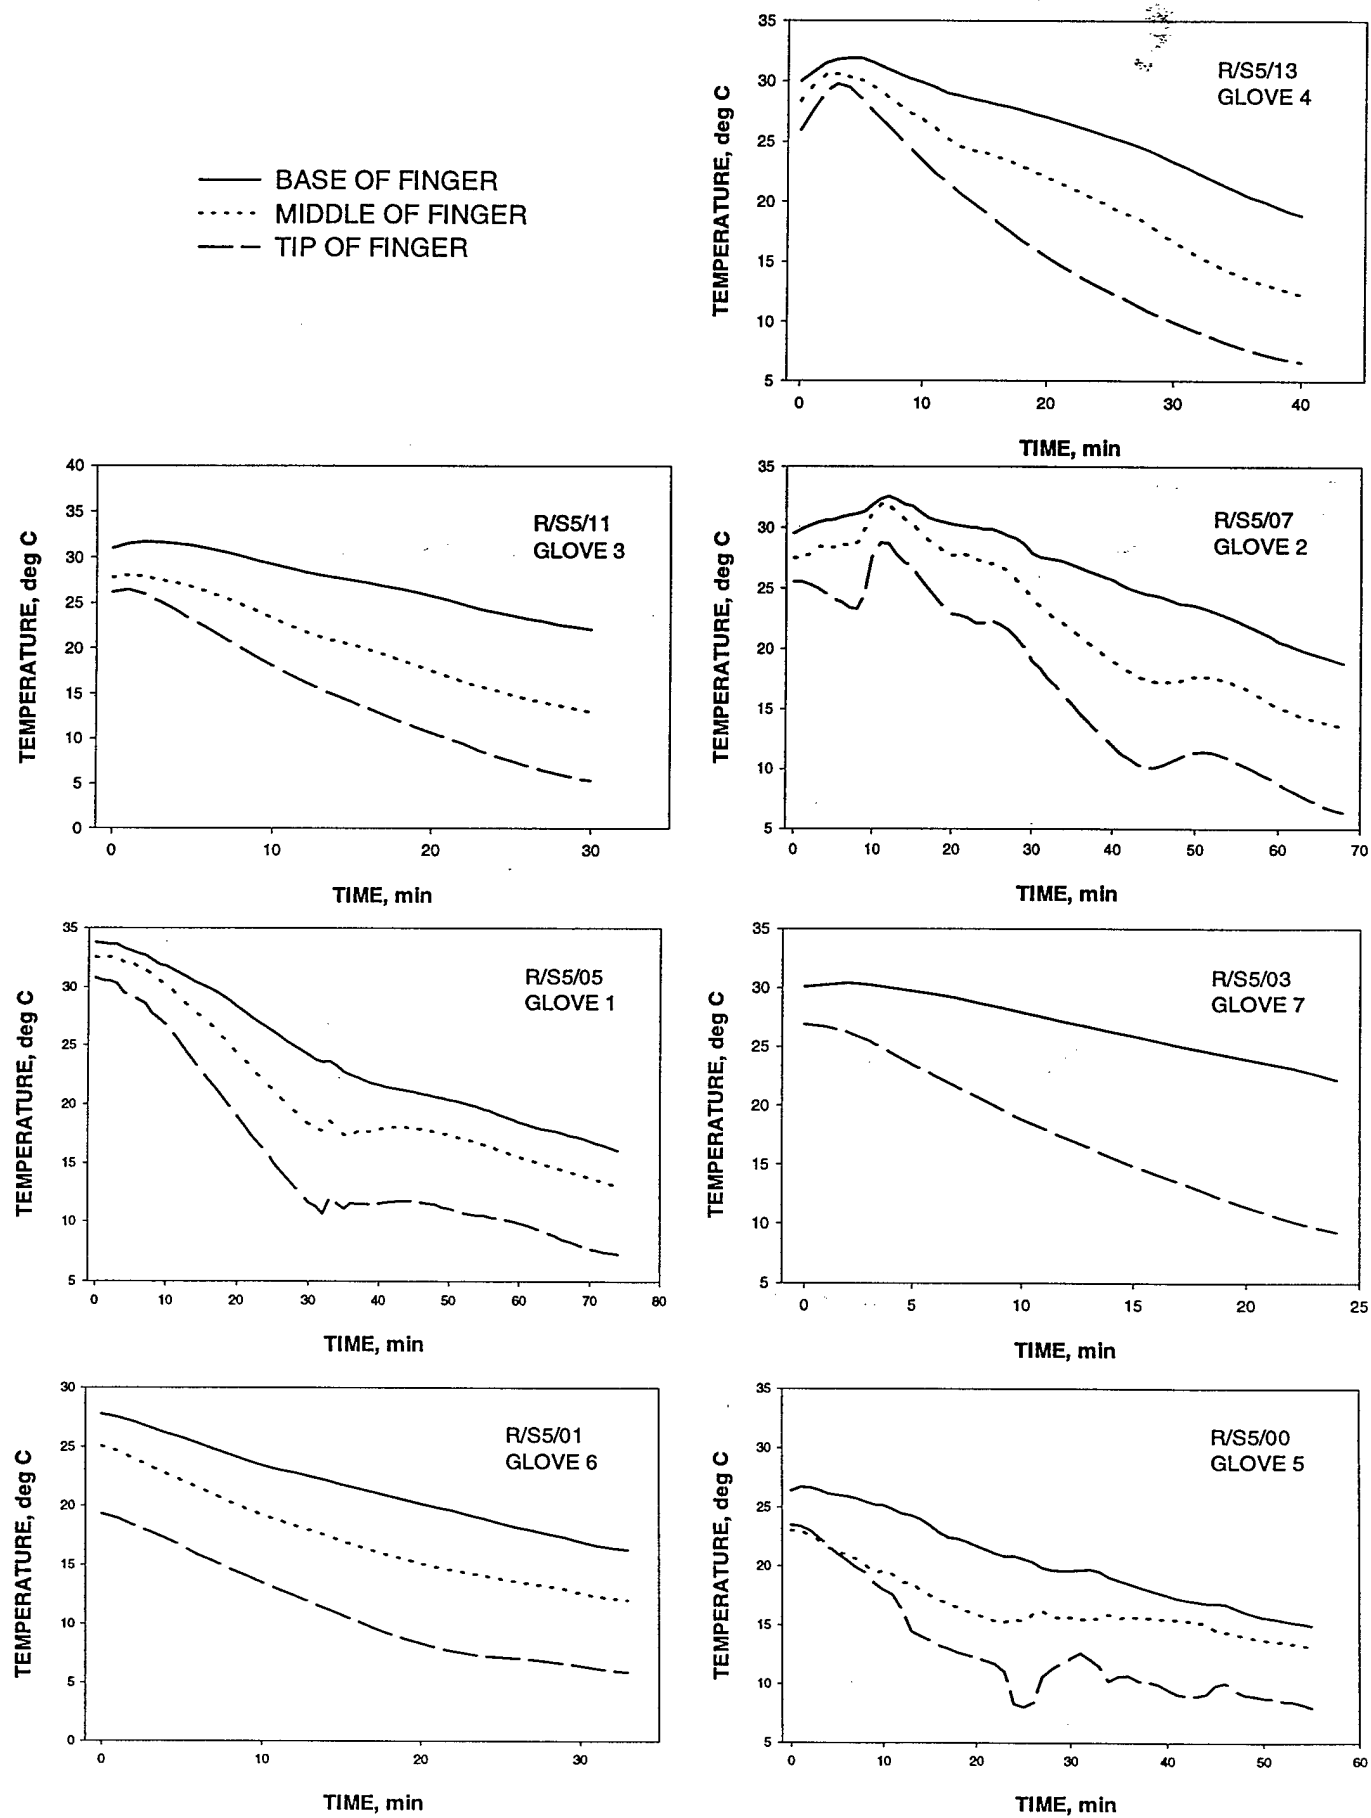 BASE OF FINGER
MIDDLE OF FINGER
TIP OF FINGER
35
30
25
20
15
10
5
TEMPERATURE, deg C
R/S5/13
GLOVE 4
0 10 20 30 40
TIME, min
40
35
30
25
20
15
10
5
0
TEMPERATURE, deg C
R/S5/11
GLOVE 3
0 10 20 30
TIME, min
35
30
25
20
15
10
5
TEMPERATURE, deg C
R/S5/07
GLOVE 2
0 10 20 30 40 50 60 70
TIME, min
35
30
25
20
15
10
5
TEMPERATURE, deg C
R/S5/05
GLOVE 1
0 10 20 30 40 50 60 70 80
TIME, min
35
30
25
20
15
10
5
TEMPERATURE, deg C
R/S5/03
GLOVE 7
0 5 10 15 20 25
TIME, min
30
25
20
15
10
5
0
TEMPERATURE, deg C
R/S5/01
GLOVE 6
0 10 20 30
TIME, min
35
30
25
20
15
10
5
TEMPERATURE, deg C
R/S5/00
GLOVE 5
0 10 20 30 40 50 60
TIME, min